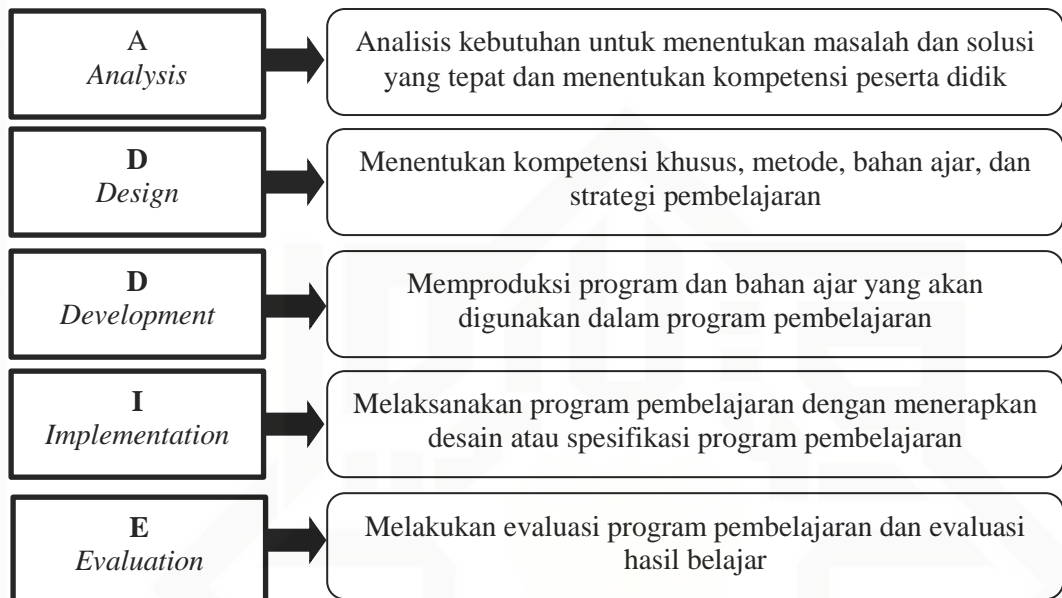 A
Analysis
Analisis kebutuhan untuk menentukan masalah dan solusi
yang tepat dan menentukan kompetensi peserta didik
D
Design
Menentukan kompetensi khusus, metode, bahan ajar, dan
strategi pembelajaran
D
Development
Memproduksi program dan bahan ajar yang akan
digunakan dalam program pembelajaran
I
Implementation
Melaksanakan program pembelajaran dengan menerapkan
desain atau spesifikasi program pembelajaran
E
Evaluation
Melakukan evaluasi program pembelajaran dan evaluasi
hasil belajar